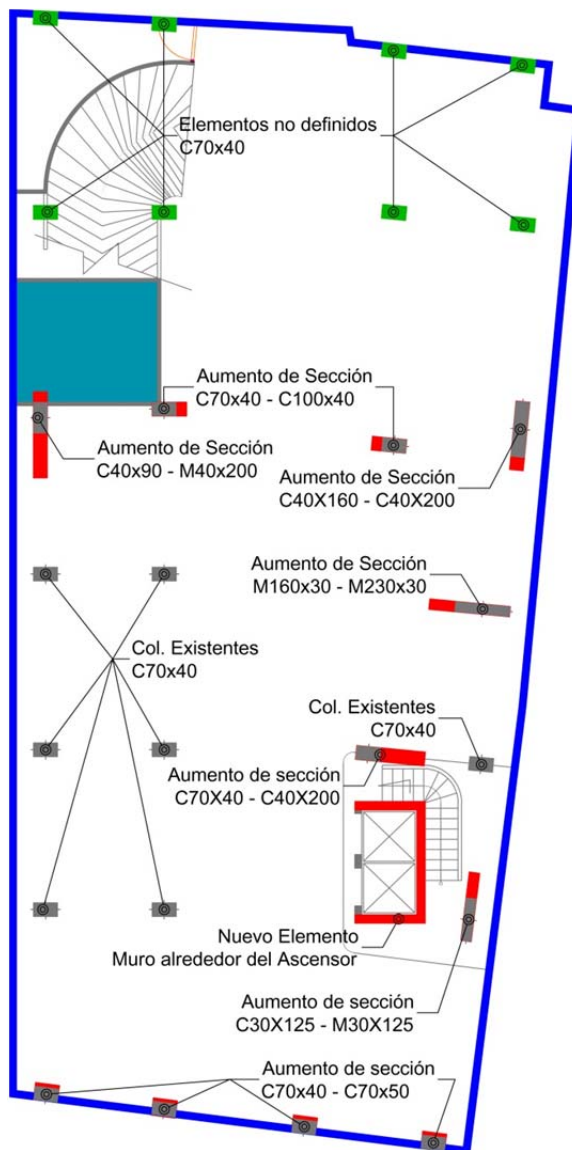 Elementos no definidos
C70x40
Aumento de Sección
C70x40 - C100x40
Aumento de Sección
C40x90 - M40x200
Aumento de Sección
C40X160 - C40X200
Aumento de Sección
M160x30 - M230x30
Col. Existentes
C70x40
Col. Existentes
C70x40
Aumento de sección
C70X40 - C40X200
Nuevo Elemento
Muro alrededor del Ascensor
Aumento de sección
C30X125 - M30X125
Aumento de sección
C70x40 - C70x50